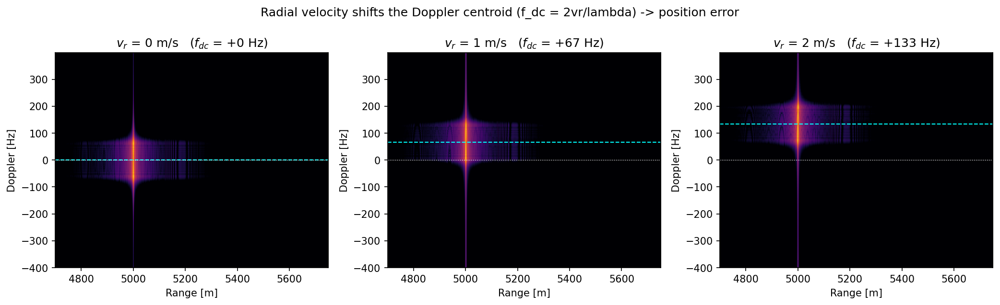 Radial velocity shifts the Doppler centroid (f_dc = 2vr/lambda) -> position error
v_r = 0 m/s   (f_dc = +0 Hz)
300
200
100
0
−100
−200
−300
−400
Doppler [Hz]
4800 5000 5200 5400 5600
Range [m]
v_r = 1 m/s   (f_dc = +67 Hz)
300
200
100
0
−100
−200
−300
−400
Doppler [Hz]
4800 5000 5200 5400 5600
Range [m]
v_r = 2 m/s   (f_dc = +133 Hz)
300
200
100
0
−100
−200
−300
−400
Doppler [Hz]
4800 5000 5200 5400 5600
Range [m]